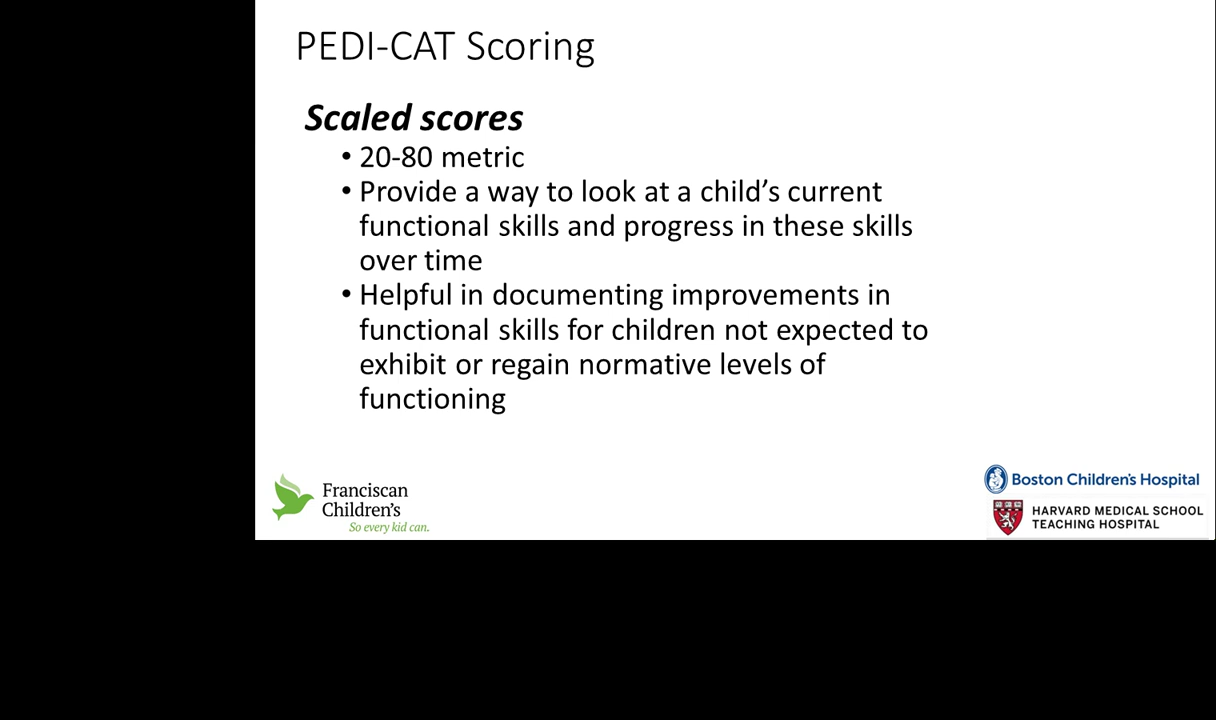 PEDI-CAT Scoring
Scaled scores
• 20-80 metric
• Provide a way to look at a child’s current
functional skills and progress in these skills
over time
• Helpful in documenting improvements in
functional skills for children not expected to
exhibit or regain normative levels of
functioning
Franciscan
Children's
So every kid can.
Boston Children's Hospital
HARVARD MEDICAL SCHOOL
TEACHING HOSPITAL